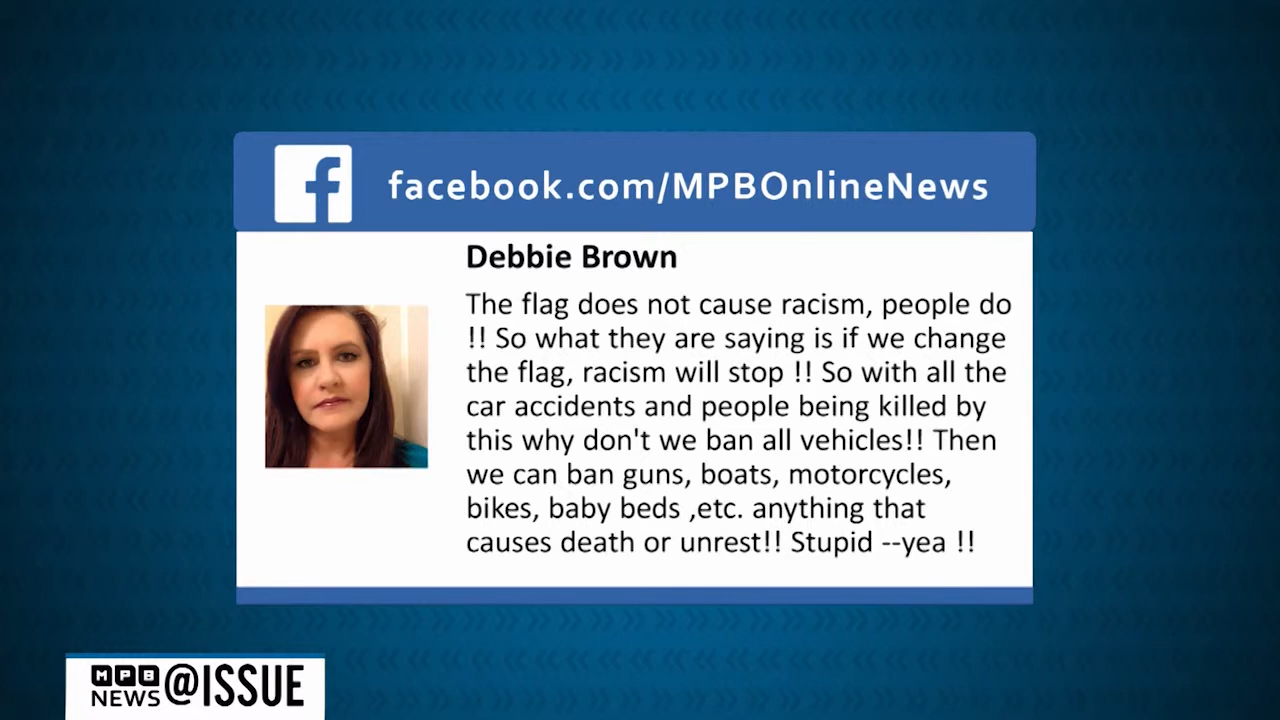 facebook.com/MPBOnlineNews
Debbie Brown
The flag does not cause racism, people do
!! So what they are saying is if we change
the flag, racism will stop !! So with all the
car accidents and people being killed by
this why don't we ban all vehicles!! Then
we can ban guns, boats, motorcycles,
bikes, baby beds ,etc. anything that
causes death or unrest!! Stupid --yea !!
MPB
NEWS @ISSUE